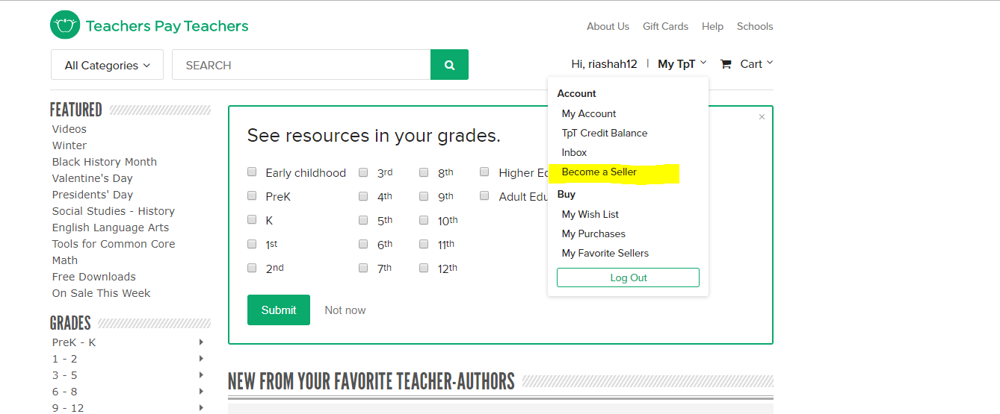 Teachers Pay Teachers
About Us Gift Cards Help Schools
All Categories
SEARCH
Hi, riashah12 | My TpT Cart
Account
My Account
TpT Credit Balance
Inbox
Become a Seller
Buy
My Wish List
My Purchases
My Favorite Sellers
Log Out
FEATURED
Videos
Winter
Black History Month
Valentine's Day
Presidents' Day
Social Studies - History
English Language Arts
Tools for Common Core
Math
Free Downloads
On Sale This Week
GRADES
PreK - K
1 - 2
3 - 5
6 - 8
9 - 12
See resources in your grades.
Early childhood 3rd 8th Higher
PreK 4th 9th Adult
K 5th 10th
1st 6th 11th
2nd 7th 12th
Submit Not now
NEW FROM YOUR FAVORITE TEACHER-AUTHORS